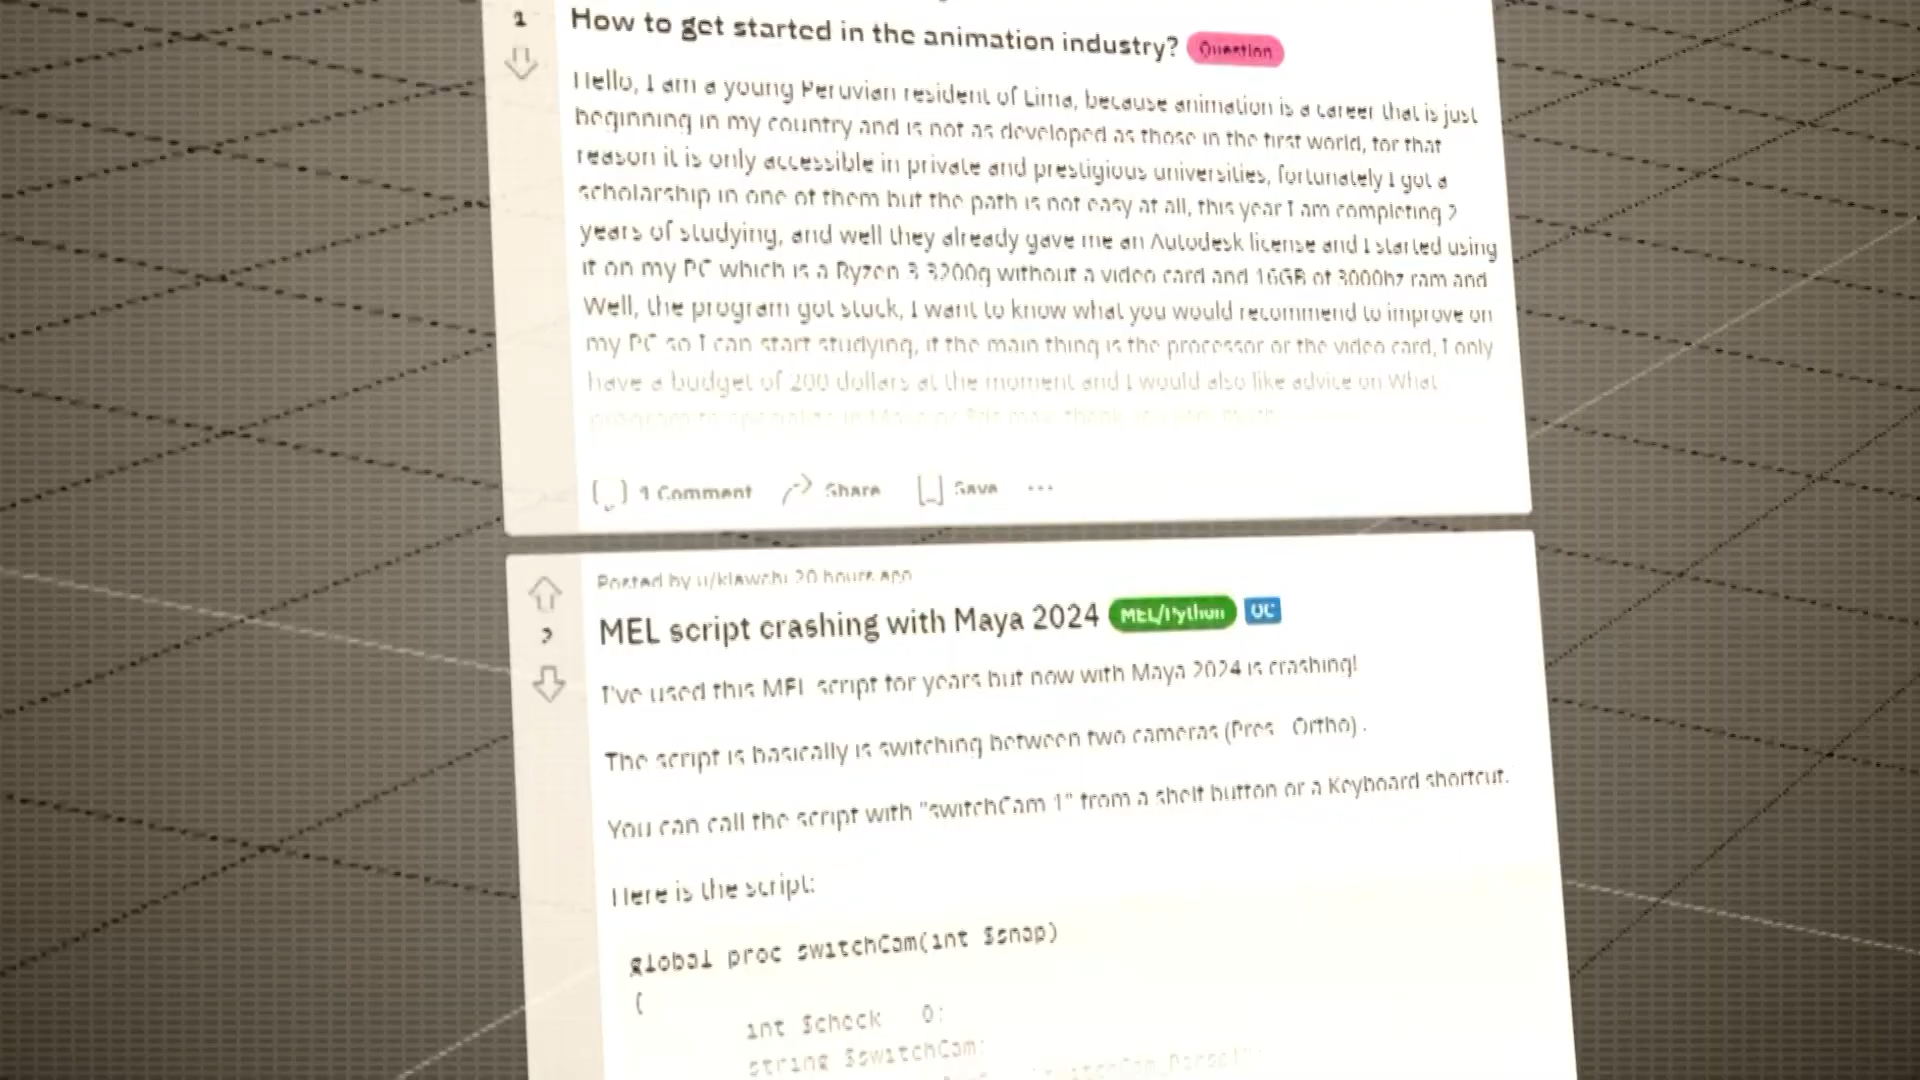 1
How to get started in the animation industry? Question
Hello, I am a young Peruvian resident of Lima, because animation is a career that is just
beginning in my country and is not as developed as those in the first world, for that
reason it is only accessible in private and prestigious universities, fortunately I got a
scholarship in one of them but the path is not easy at all, this year I am completing 2
years of studying, and well they already gave me an Autodesk license and I started using
it on my PC which is a Ryzen 3 3200g without a video card and 16GB of 3000hz ram and
Well, the program got stuck, I want to know what you would recommend to improve on
my PC so I can start studying, if the main thing is the processor or the video card, I only
have a budget of 200 dollars at the moment and I would also like advice on What
program to specialize in Maya or
1 Comment Share Save ...
Posted by 20 hours ago
MEL script crashing with Maya 2024 MEL/Python OC
I've used this MEL script for years but now with Maya 2024 is crashing!
The script is basically is switching between two cameras (Pres Ortho) .
You can call the script with "switchCam 1" from a shelf button or a Keyboard shortcut.
Here is the script:
global proc switchCam(int $snap)
{
int $check 0;
string $switchCam;